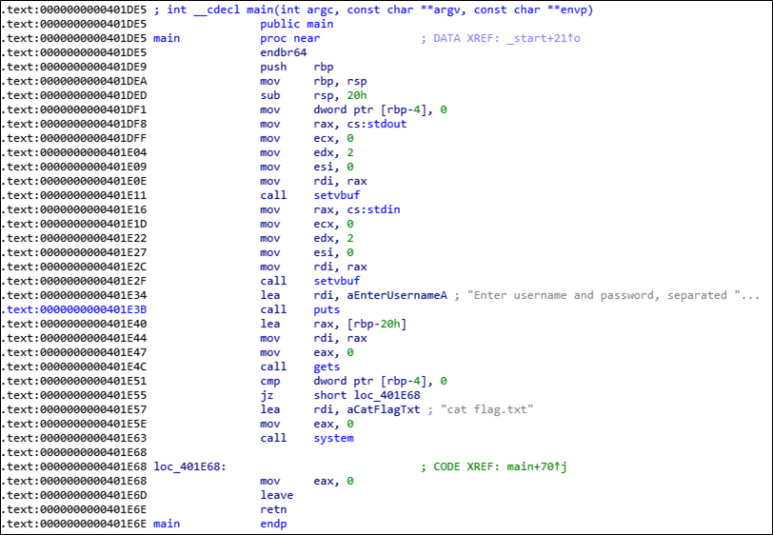 .text:0000000000401DE5 ; int __cdecl main(int argc, const char **argv, const char **envp)
.text:0000000000401DE5 public main
.text:0000000000401DE5 main proc near ; DATA XREF: _start+21↑o
.text:0000000000401DE5 endbr64
.text:0000000000401DE9 push rbp
.text:0000000000401DEA mov rbp, rsp
.text:0000000000401DED sub rsp, 20h
.text:0000000000401DF1 mov dword ptr [rbp-4], 0
.text:0000000000401DF8 mov rax, cs:stdout
.text:0000000000401DFF mov ecx, 0
.text:0000000000401E04 mov edx, 2
.text:0000000000401E09 mov esi, 0
.text:0000000000401E0E mov rdi, rax
.text:0000000000401E11 call setvbuf
.text:0000000000401E16 mov rax, cs:stdin
.text:0000000000401E1D mov ecx, 0
.text:0000000000401E22 mov edx, 2
.text:0000000000401E27 mov esi, 0
.text:0000000000401E2C mov rdi, rax
.text:0000000000401E2F call setvbuf
.text:0000000000401E34 lea rdi, aEnterUsernameA ; "Enter username and password, separated "...
.text:0000000000401E3B call puts
.text:0000000000401E40 lea rax, [rbp-20h]
.text:0000000000401E44 mov rdi, rax
.text:0000000000401E47 mov eax, 0
.text:0000000000401E4C call gets
.text:0000000000401E51 cmp dword ptr [rbp-4], 0
.text:0000000000401E55 jz short loc_401E68
.text:0000000000401E57 lea rdi, aCatFlagTxt ; "cat flag.txt"
.text:0000000000401E5E mov eax, 0
.text:0000000000401E63 call system
.text:0000000000401E68
.text:0000000000401E68 loc_401E68: ; CODE XREF: main+70↑j
.text:0000000000401E68 mov eax, 0
.text:0000000000401E6D leave
.text:0000000000401E6E retn
.text:0000000000401E6E main endp